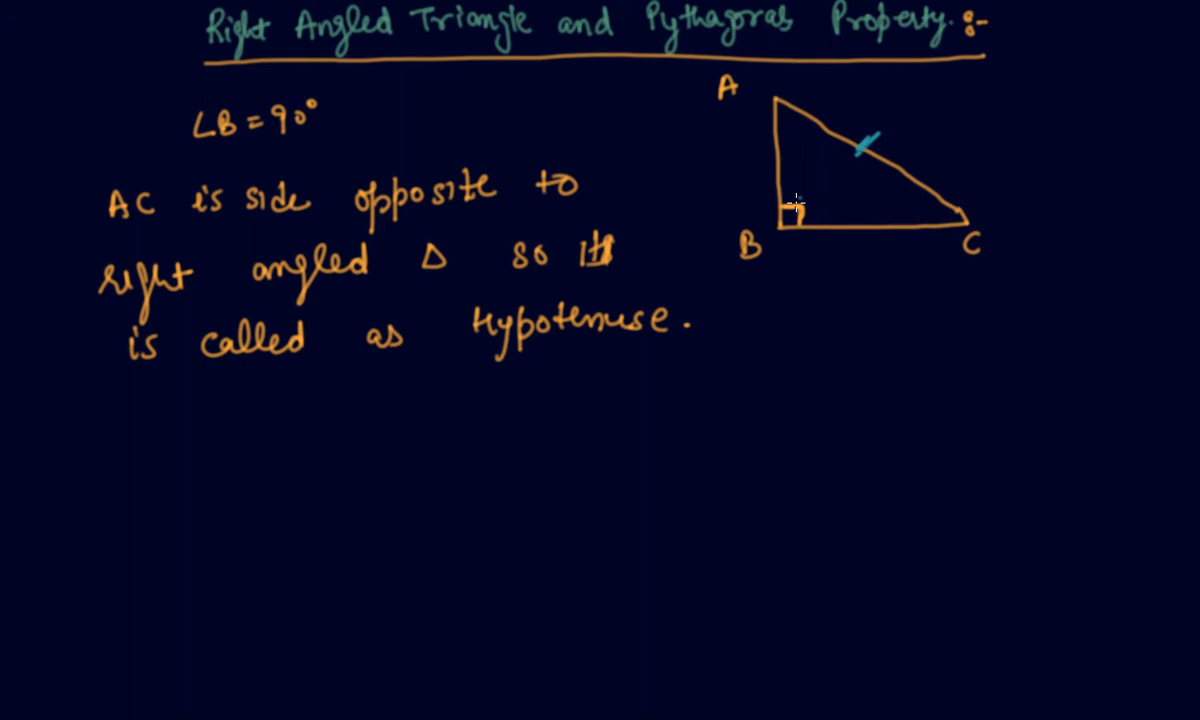 Right Angled Triangle and Pythagoras Property :-
∠B = 90°
A
AC is side opposite to
B
C
right angled Δ so it
is called as Hypotenuse.